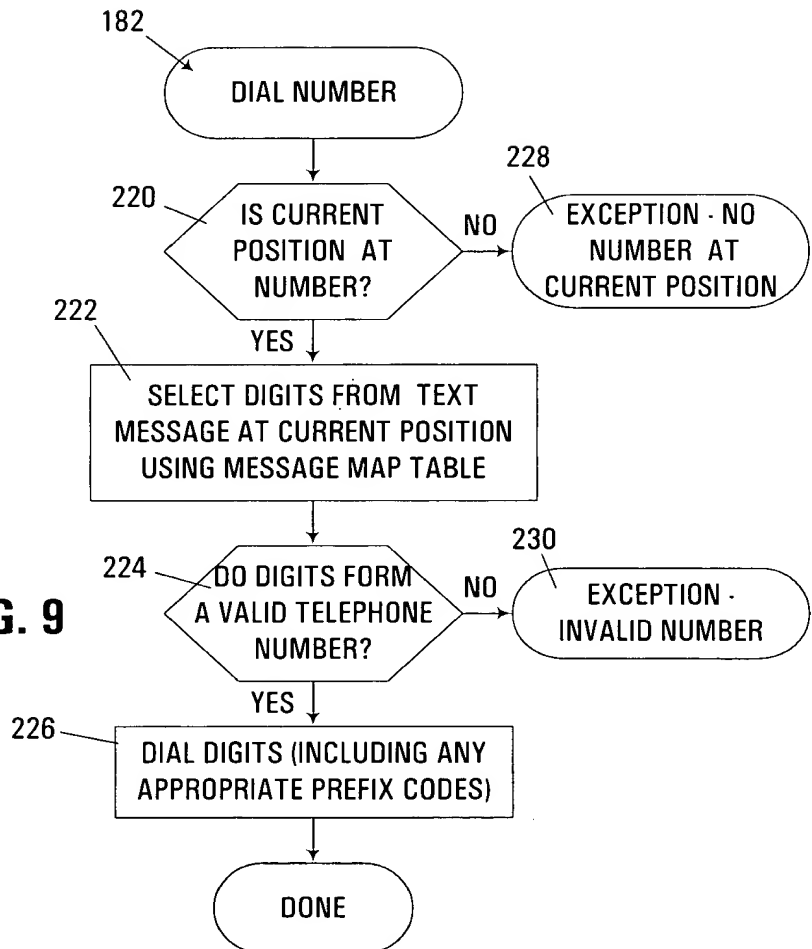 182
DIAL NUMBER
220
IS CURRENT
POSITION AT
NUMBER?
NO
228
EXCEPTION - NO
NUMBER AT
CURRENT POSITION
YES
222
SELECT DIGITS FROM TEXT
MESSAGE AT CURRENT POSITION
USING MESSAGE MAP TABLE
G. 9
224
DO DIGITS FORM
A VALID TELEPHONE
NUMBER?
NO
230
EXCEPTION -
INVALID NUMBER
YES
226
DIAL DIGITS (INCLUDING ANY
APPROPRIATE PREFIX CODES)
DONE